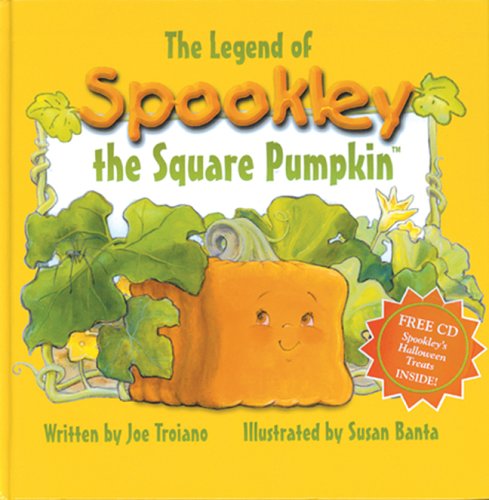 The Legend of
Spookley
the Square Pumpkin™
FREE CD
Spookley's
Halloween
Treats
INSIDE!
Written by Joe Troiano
Illustrated by Susan Banta